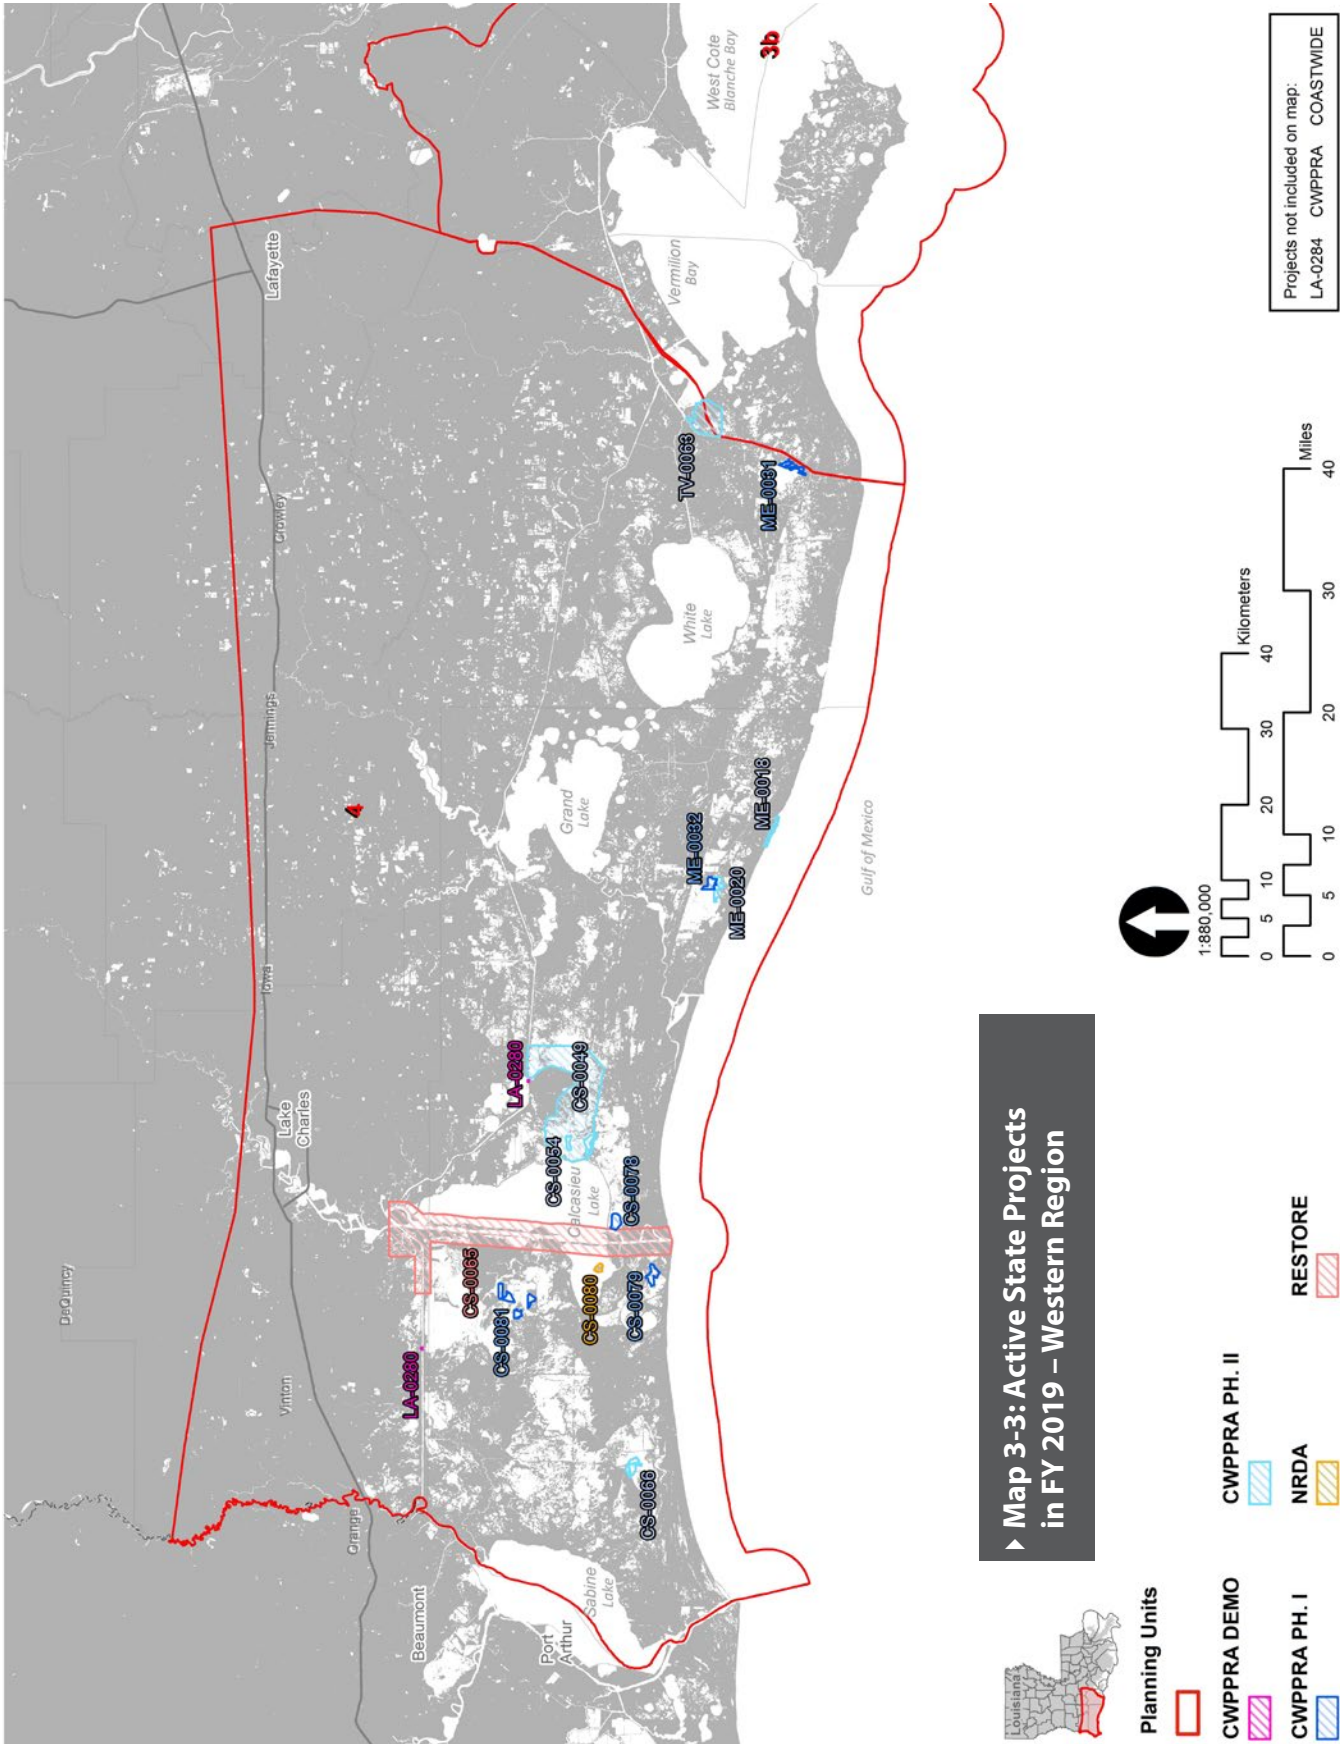 DeQuincy
Vinton
Orange
Beaumont
Port
Arthur
Sabine
Lake
Lake
Charles
Iowa
Jennings
Crowley
Lafayette
4
3b
LA-0280
CS-0065
CS-0081
CS-0080
CS-0079
CS-0078
CS-0066
LA-0280
CS-0054
CS-0049
Calcasieu
Lake
Grand
Lake
White
Lake
Vermilion
Bay
West Cote
Blanche Bay
ME-0032
ME-0020
ME-0018
TV-0063
ME-0031
Gulf of Mexico
Louisiana
Map 3-3: Active State Projects
in FY 2019 – Western Region
Planning Units
CWPPRA DEMO
CWPPRA PH. II
CWPPRA PH. I
NRDA
RESTORE
1:880,000
Kilometers
0 5 10 20 30 40
Miles
0 5 10 20 30 40
Projects not included on map:
LA-0284 CWPPRA COASTWIDE